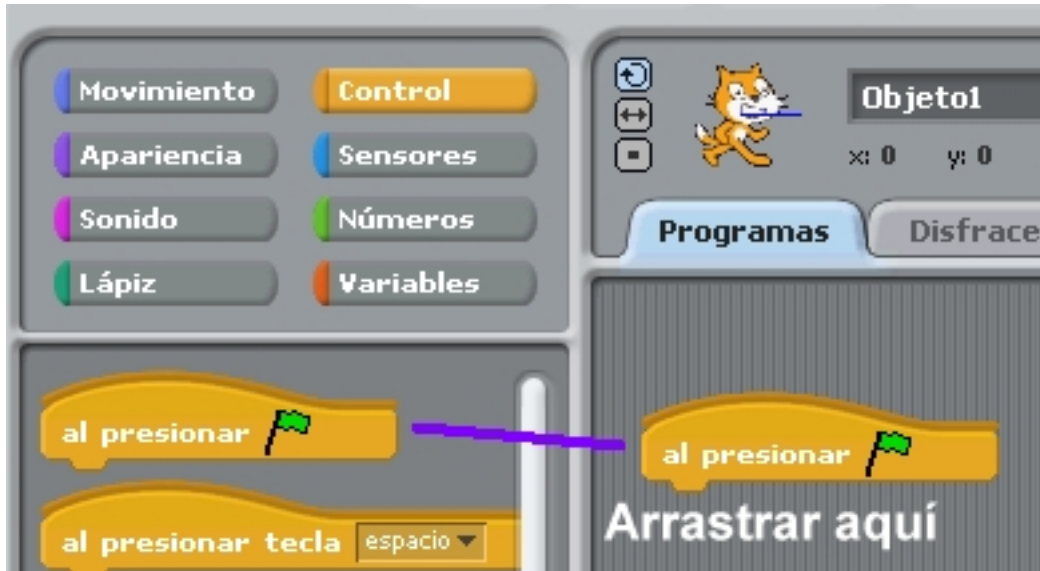 Movimiento
Control
Apariencia
Sensores
Sonido
Números
Lápiz
Variables
Objeto1
x: 0 y: 0
Programas
Disfrace
al presionar
al presionar tecla espacio
al presionar
Arrastrar aquí